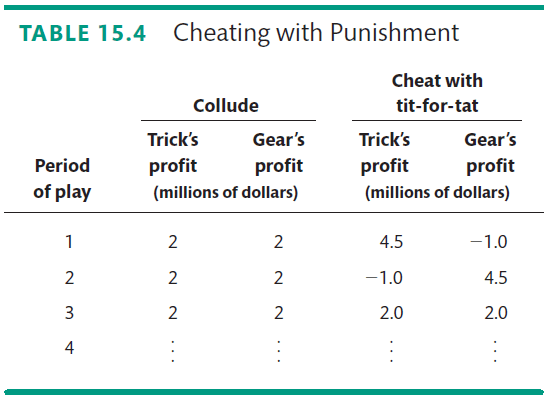 TABLE 15.4 Cheating with Punishment
Cheat with
Collude tit-for-tat
Trick's Gear's Trick's Gear's
Period profit profit profit profit
of play (millions of dollars) (millions of dollars)
1 2 2 4.5 −1.0
2 2 2 −1.0 4.5
3 2 2 2.0 2.0
4 ⋮ ⋮ ⋮ ⋮